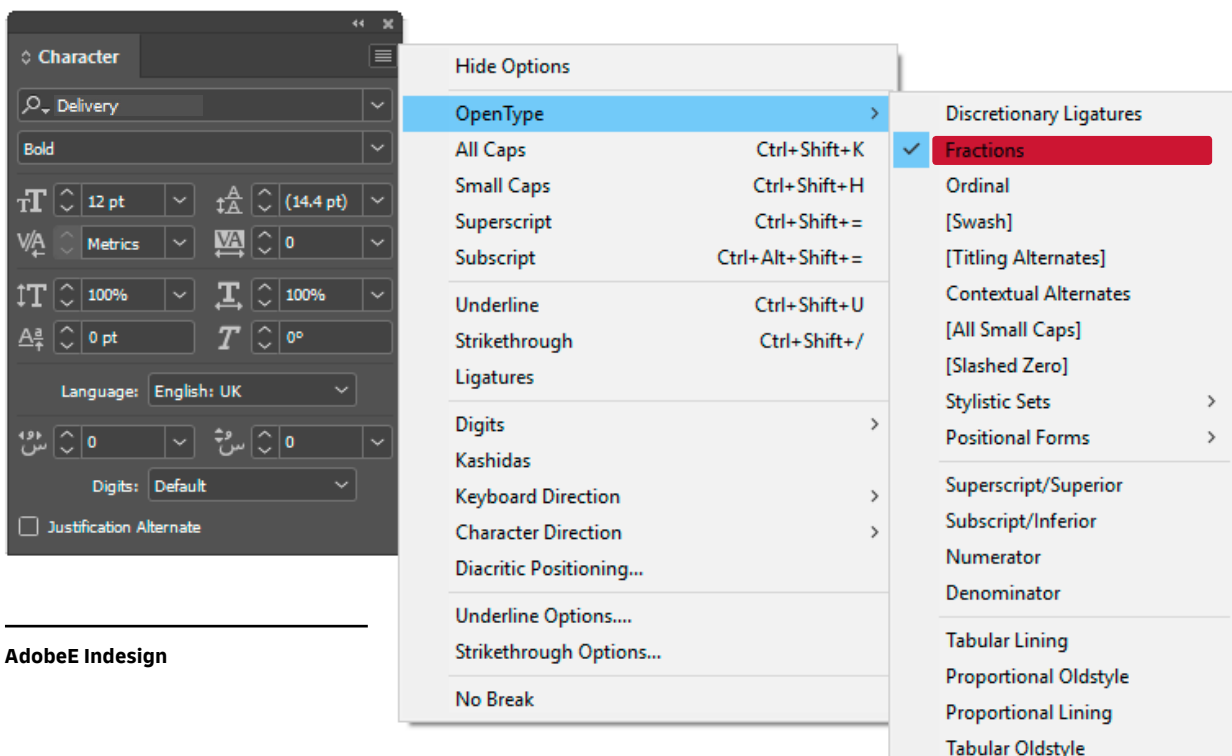 Character
Delivery
Bold
12 pt
(14.4 pt)
Metrics
0
100%
100%
0 pt
0°
Language: English: UK
0
0
Digits: Default
Justification Alternate
AdobeE Indesign
Hide Options
OpenType
All Caps Ctrl+Shift+K
Small Caps Ctrl+Shift+H
Superscript Ctrl+Shift+=
Subscript Ctrl+Alt+Shift+=
Underline Ctrl+Shift+U
Strikethrough Ctrl+Shift+/
Ligatures
Digits
Kashidas
Keyboard Direction
Character Direction
Diacritic Positioning...
Underline Options....
Strikethrough Options...
No Break
Discretionary Ligatures
Fractions
Ordinal
[Swash]
[Titling Alternates]
Contextual Alternates
[All Small Caps]
[Slashed Zero]
Stylistic Sets
Positional Forms
Superscript/Superior
Subscript/Inferior
Numerator
Denominator
Tabular Lining
Proportional Oldstyle
Proportional Lining
Tabular Oldstyle